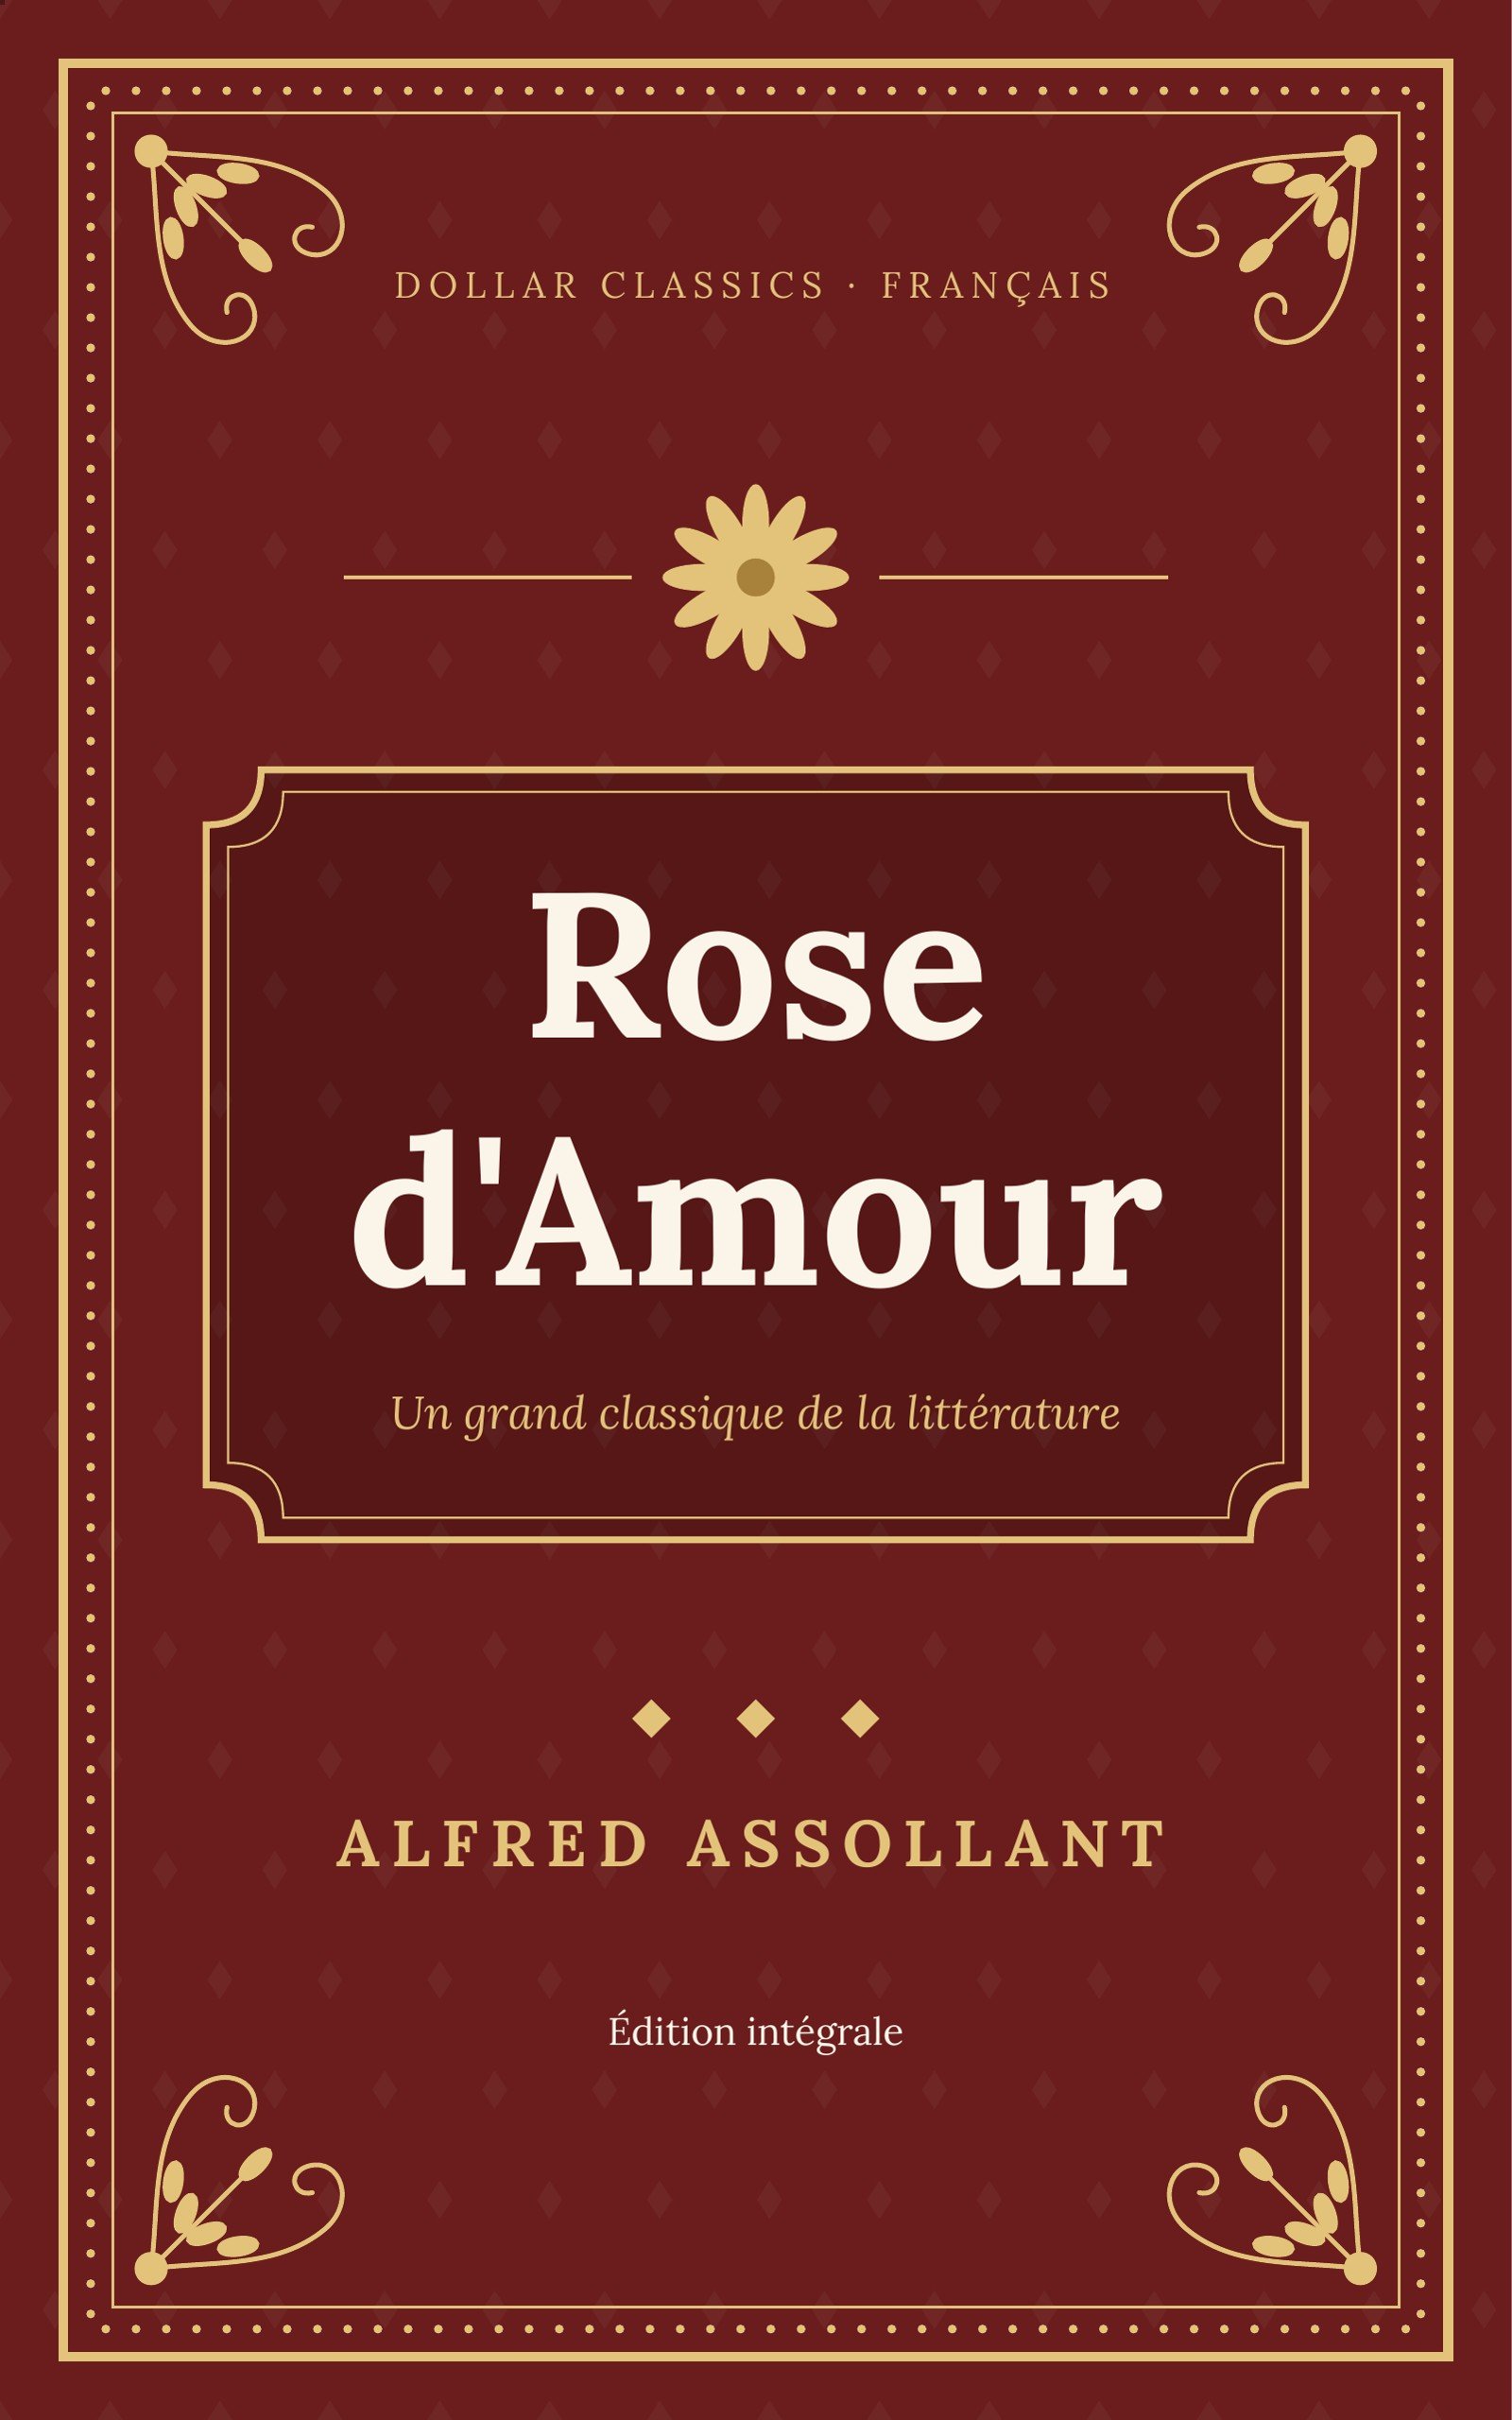 DOLLAR CLASSICS · FRANÇAIS
Rose
d'Amour
Un grand classique de la littérature
ALFRED ASSOLLANT
Édition intégrale